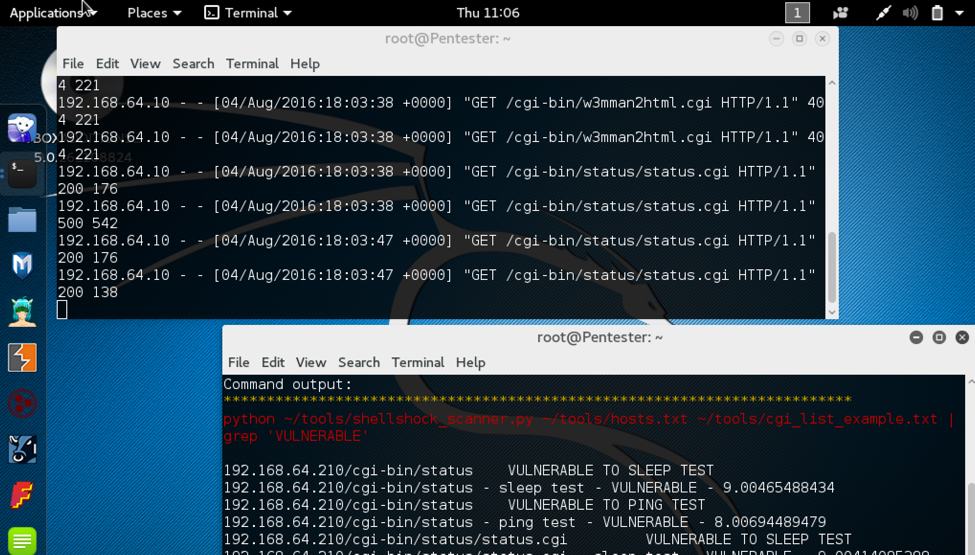 Applications Places Terminal Thu 11:06 1
root@Pentester: ~
File Edit View Search Terminal Help
4 221
192.168.64.10 - - [04/Aug/2016:18:03:38 +0000] "GET /cgi-bin/w3mman2html.cgi HTTP/1.1" 40
4 221
192.168.64.10 - - [04/Aug/2016:18:03:38 +0000] "GET /cgi-bin/w3mman2html.cgi HTTP/1.1" 40
4 221
192.168.64.10 - - [04/Aug/2016:18:03:38 +0000] "GET /cgi-bin/status/status.cgi HTTP/1.1"
200 176
192.168.64.10 - - [04/Aug/2016:18:03:38 +0000] "GET /cgi-bin/status/status.cgi HTTP/1.1"
500 542
192.168.64.10 - - [04/Aug/2016:18:03:47 +0000] "GET /cgi-bin/status/status.cgi HTTP/1.1"
200 176
192.168.64.10 - - [04/Aug/2016:18:03:47 +0000] "GET /cgi-bin/status/status.cgi HTTP/1.1"
200 138
root@Pentester: ~
File Edit View Search Terminal Help
Command output:
*************************************************************************
python ~/tools/shellshock_scanner.py ~/tools/hosts.txt ~/tools/cgi_list_example.txt |
grep 'VULNERABLE'
192.168.64.210/cgi-bin/status VULNERABLE TO SLEEP TEST
192.168.64.210/cgi-bin/status - sleep test - VULNERABLE - 9.00465488434
192.168.64.210/cgi-bin/status VULNERABLE TO PING TEST
192.168.64.210/cgi-bin/status - ping test - VULNERABLE - 8.00694489479
192.168.64.210/cgi-bin/status/status.cgi VULNERABLE TO SLEEP TEST